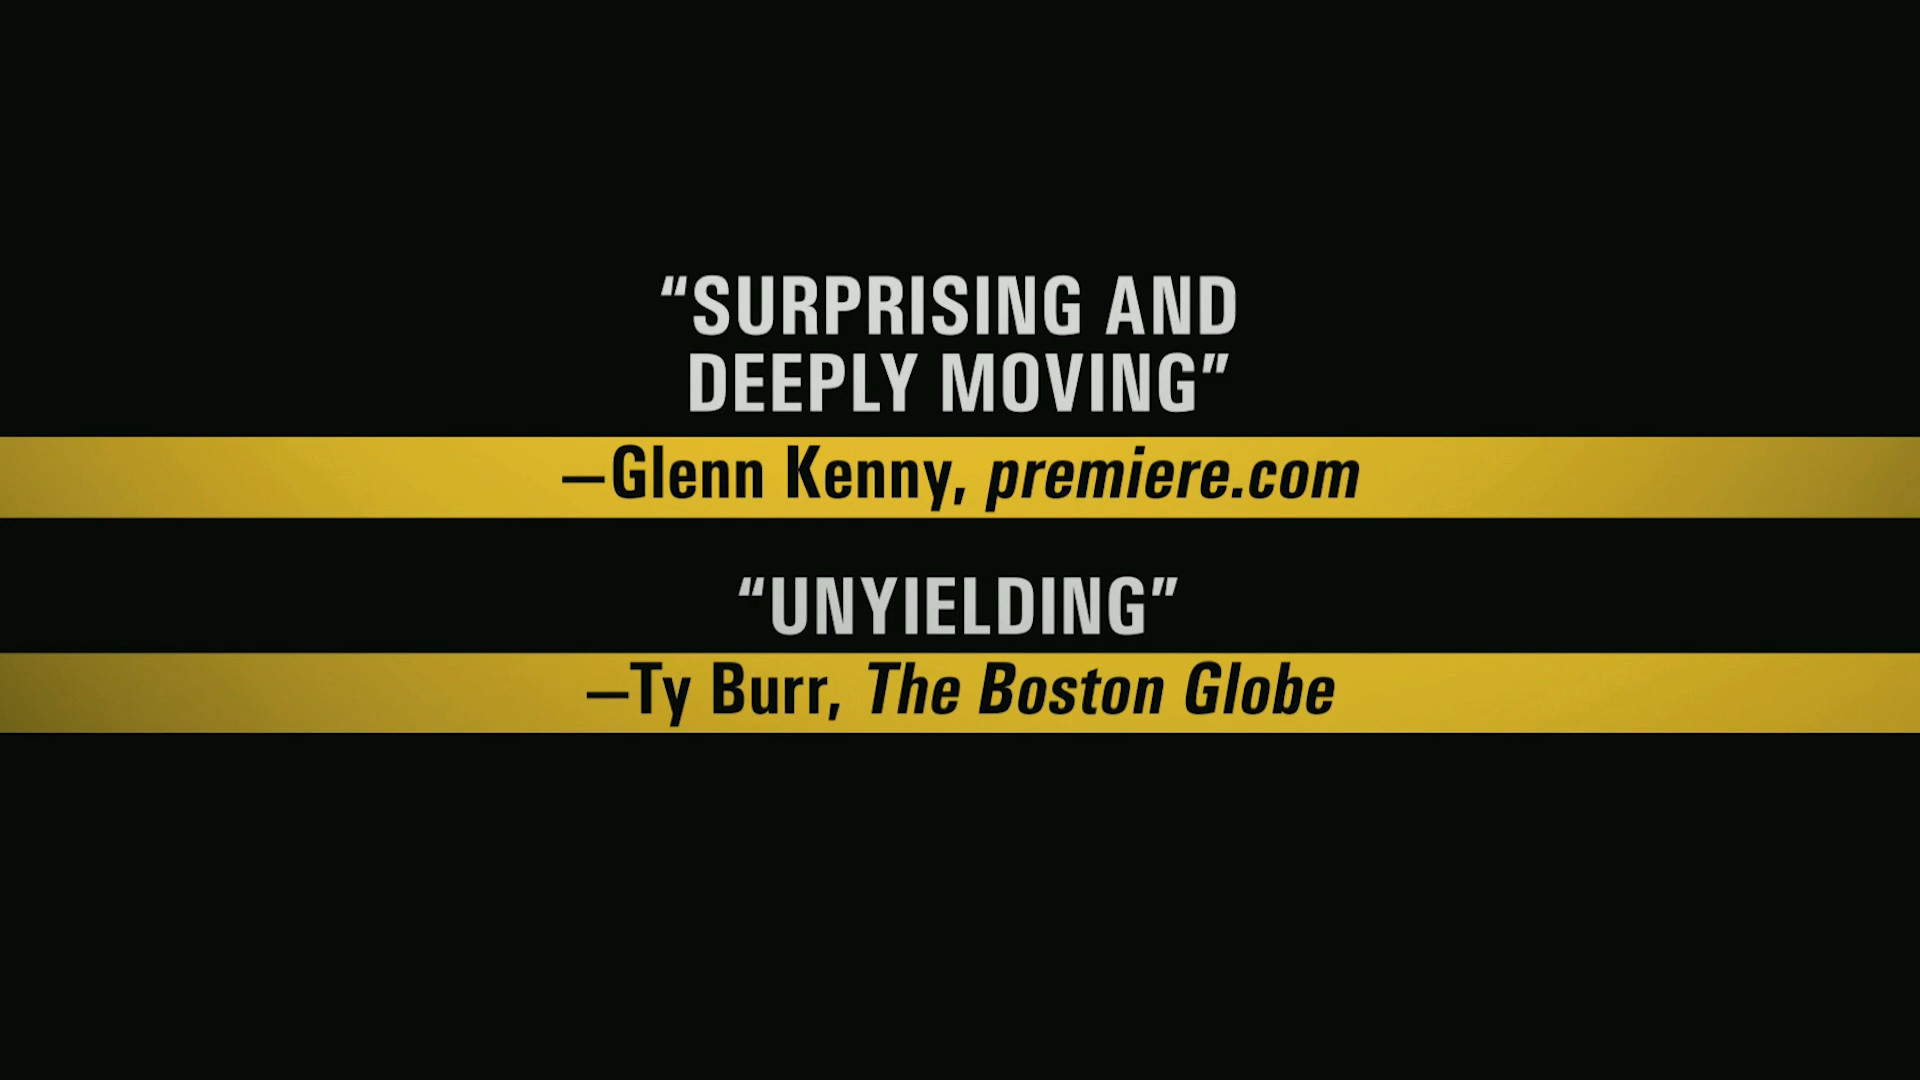 “SURPRISING AND
DEEPLY MOVING”
—Glenn Kenny, premiere.com
“UNYIELDING”
—Ty Burr, The Boston Globe